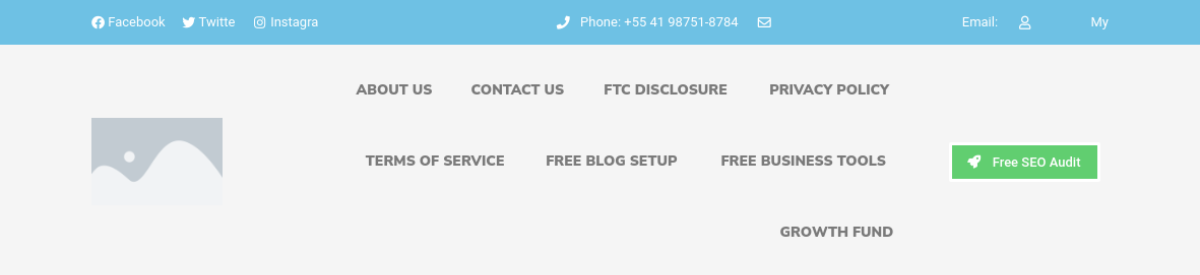 Facebook Twitte Instagra Phone: +55 41 98751-8784 Email: My
ABOUT US CONTACT US FTC DISCLOSURE PRIVACY POLICY
TERMS OF SERVICE FREE BLOG SETUP FREE BUSINESS TOOLS
Free SEO Audit
GROWTH FUND